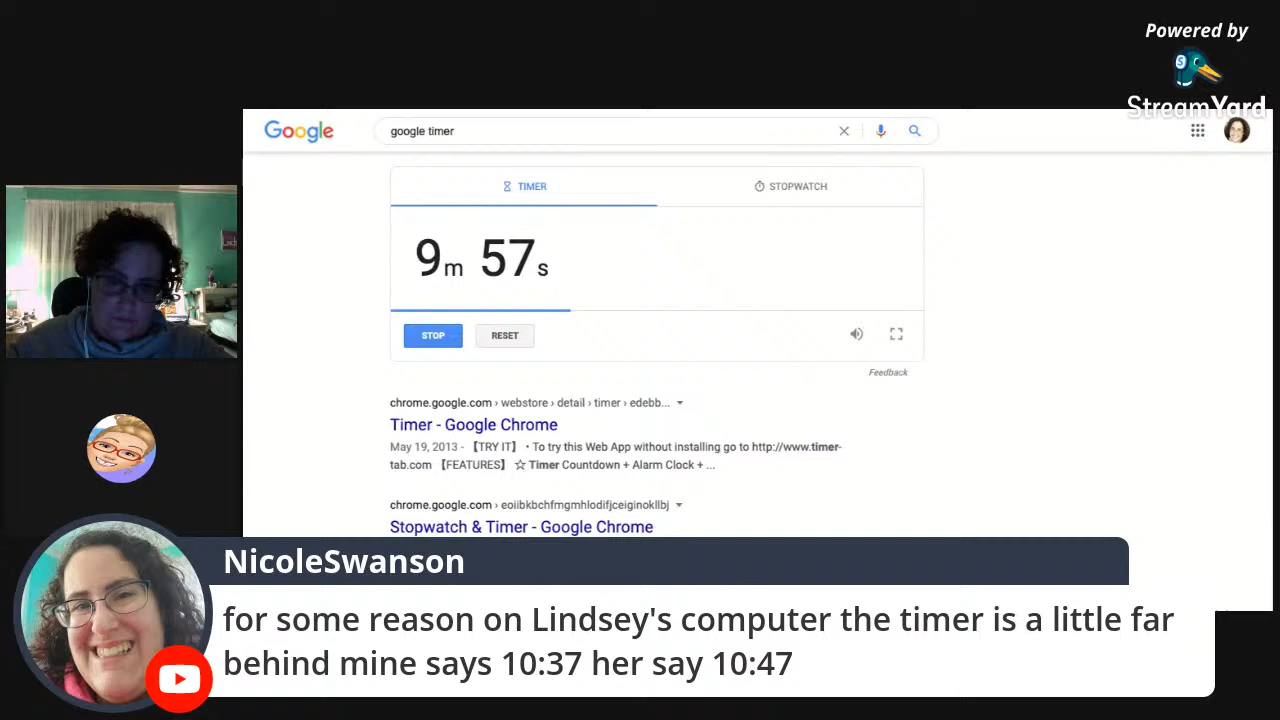 Powered by
StreamYard
Google
google timer
TIMER
STOPWATCH
9m 57s
STOP
RESET
Feedback
chrome.google.com › webstore › detail › timer › edebb...
Timer - Google Chrome
May 19, 2013 - 【TRY IT】 • To try this Web App without installing go to http://www.timer-
tab.com 【FEATURES】 ☆ Timer Countdown + Alarm Clock + ...
chrome.google.com › eoiibkbchfmgmhlodifjceiginokllbj
Stopwatch & Timer - Google Chrome
NicoleSwanson
for some reason on Lindsey's computer the timer is a little far
behind mine says 10:37 her say 10:47